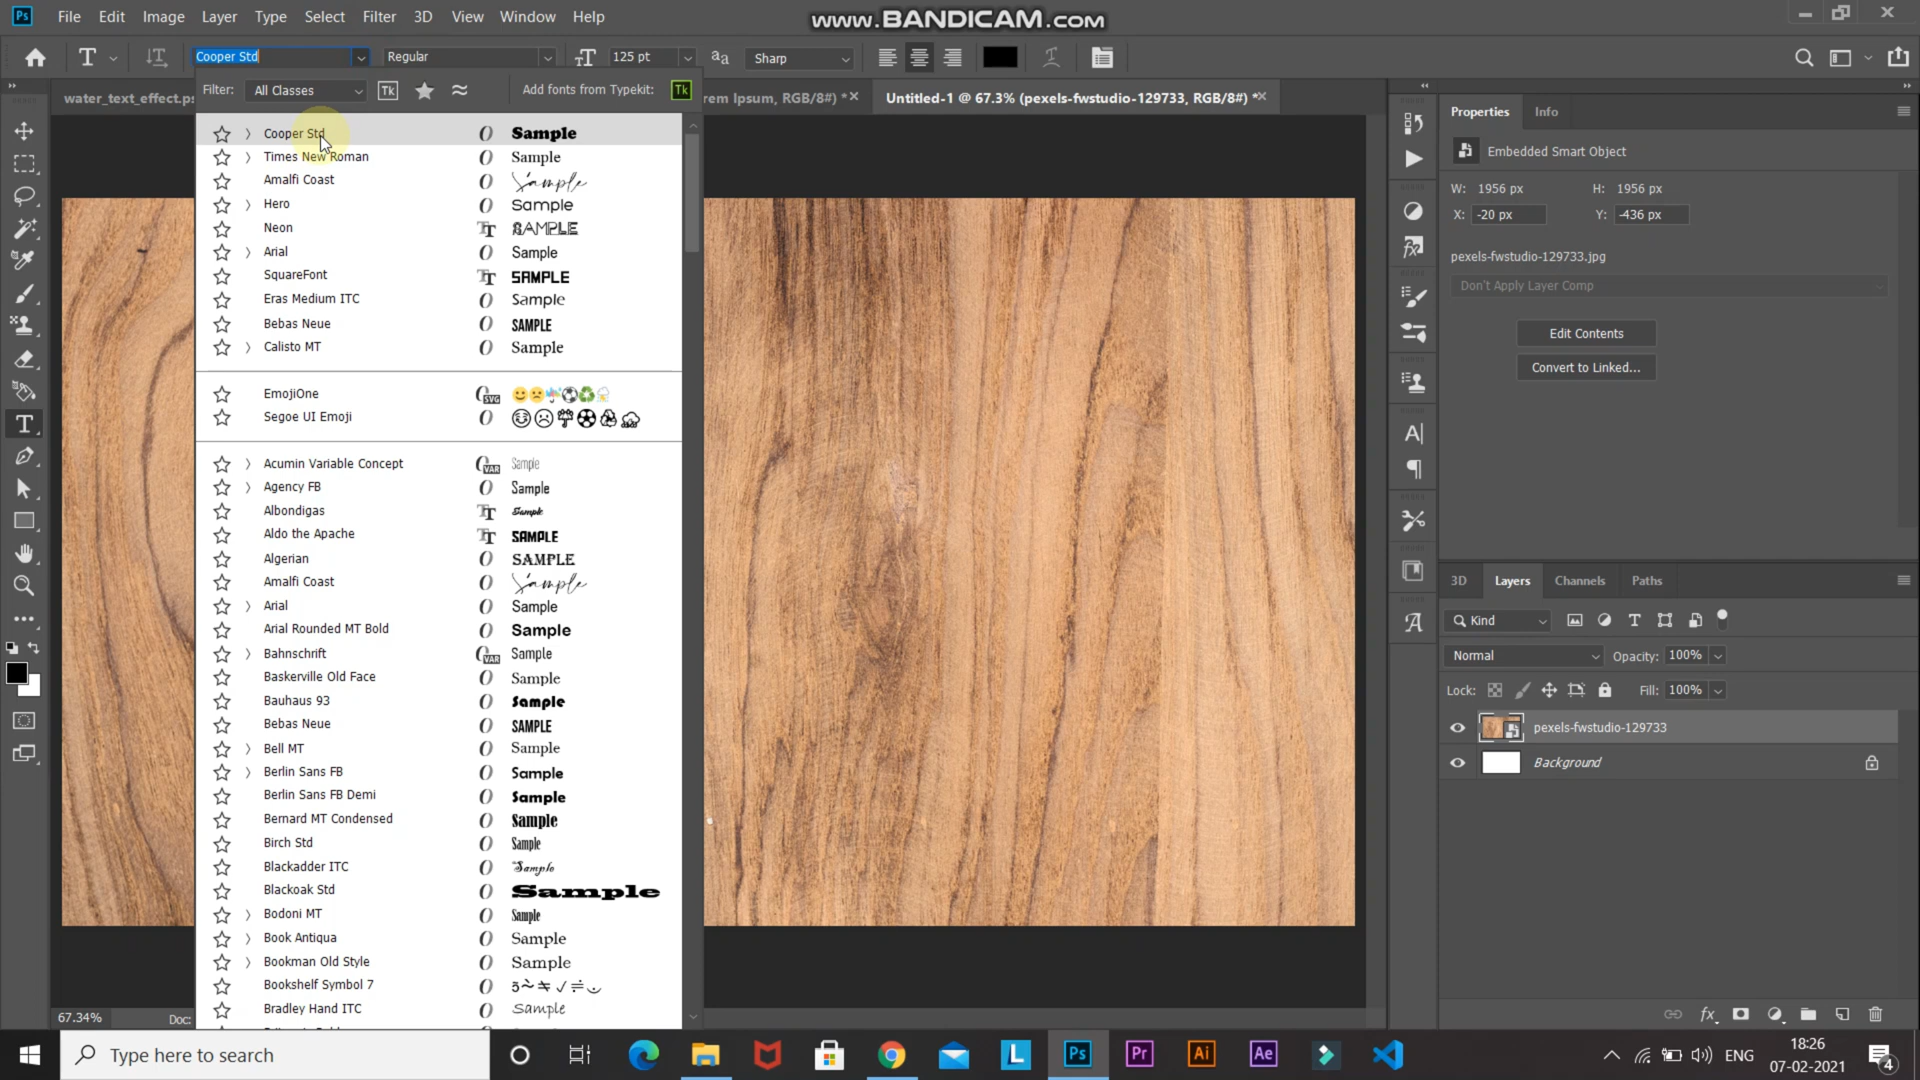 File Edit Image Layer Type Select Filter 3D View Window Help
www.BANDICAM.com
Cooper Std
Regular
125 pt
Sharp
Filter: All Classes
Add fonts from Typekit:
water_text_effect.ps
rem Ipsum, RGB/8#) *
Untitled-1 @ 67.3% (pexels-fwstudio-129733, RGB/8#) *
Cooper Std Sample
Times New Roman Sample
Amalfi Coast Sample
Hero Sample
Neon SAMPLE
Arial Sample
SquareFont SAMPLE
Eras Medium ITC Sample
Bebas Neue SAMPLE
Calisto MT Sample
EmojiOne
Segoe UI Emoji
Acumin Variable Concept Sample
Agency FB Sample
Albondigas Sample
Aldo the Apache SAMPLE
Algerian SAMPLE
Amalfi Coast Sample
Arial Sample
Arial Rounded MT Bold Sample
Bahnschrift Sample
Baskerville Old Face Sample
Bauhaus 93 Sample
Bebas Neue SAMPLE
Bell MT Sample
Berlin Sans FB Sample
Berlin Sans FB Demi Sample
Bernard MT Condensed Sample
Birch Std Sample
Blackadder ITC Sample
Blackoak Std Sample
Bodoni MT Sample
Book Antiqua Sample
Bookman Old Style Sample
Bookshelf Symbol 7
Bradley Hand ITC Sample
67.34% Doc:
Properties Info
Embedded Smart Object
W: 1956 px H: 1956 px
X: -20 px Y: -436 px
pexels-fwstudio-129733.jpg
Don't Apply Layer Comp
Edit Contents
Convert to Linked...
3D Layers Channels Paths
Kind
Normal Opacity: 100%
Lock: Fill: 100%
pexels-fwstudio-129733
Background
Type here to search
ENG
18:26
07-02-2021
4